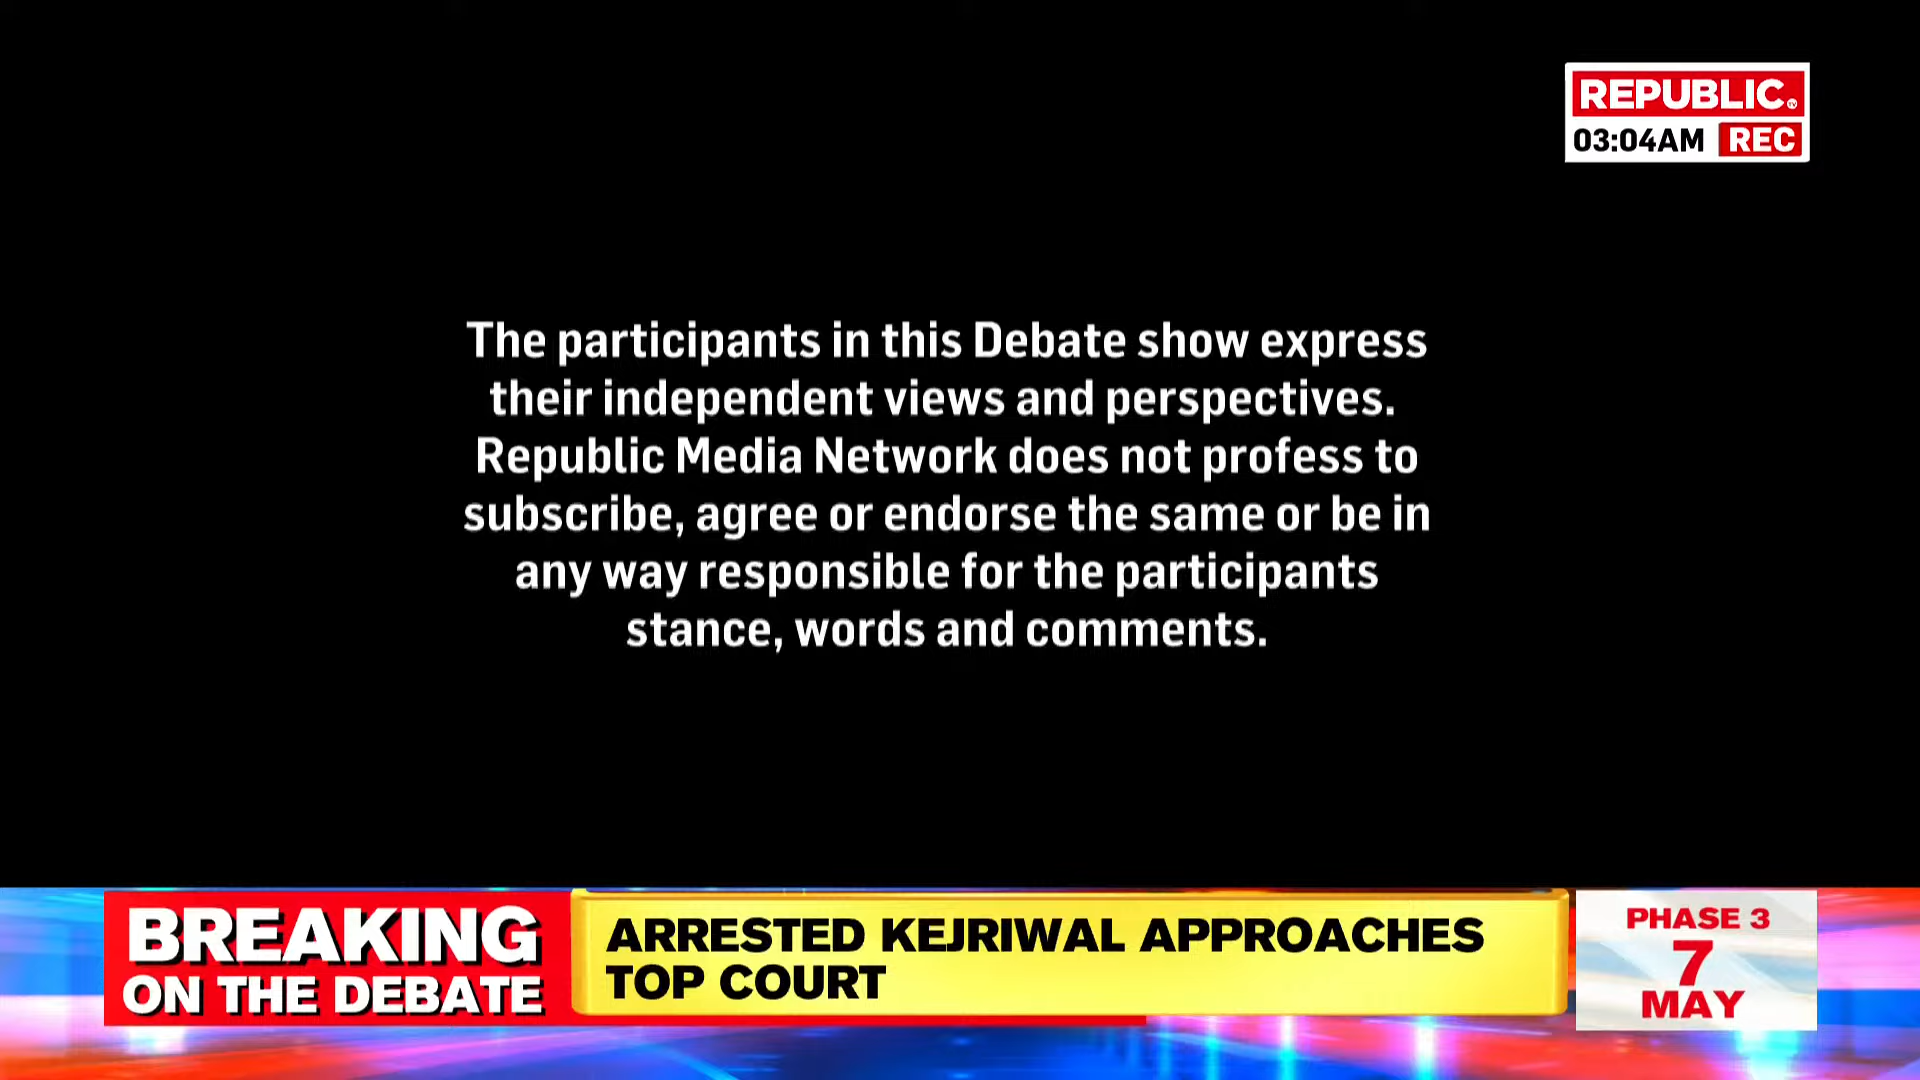 REPUBLIC TV
03:04AM REC
The participants in this Debate show express
their independent views and perspectives.
Republic Media Network does not profess to
subscribe, agree or endorse the same or be in
any way responsible for the participants
stance, words and comments.
BREAKING
ON THE DEBATE
ARRESTED KEJRIWAL APPROACHES
TOP COURT
PHASE 3
7
MAY